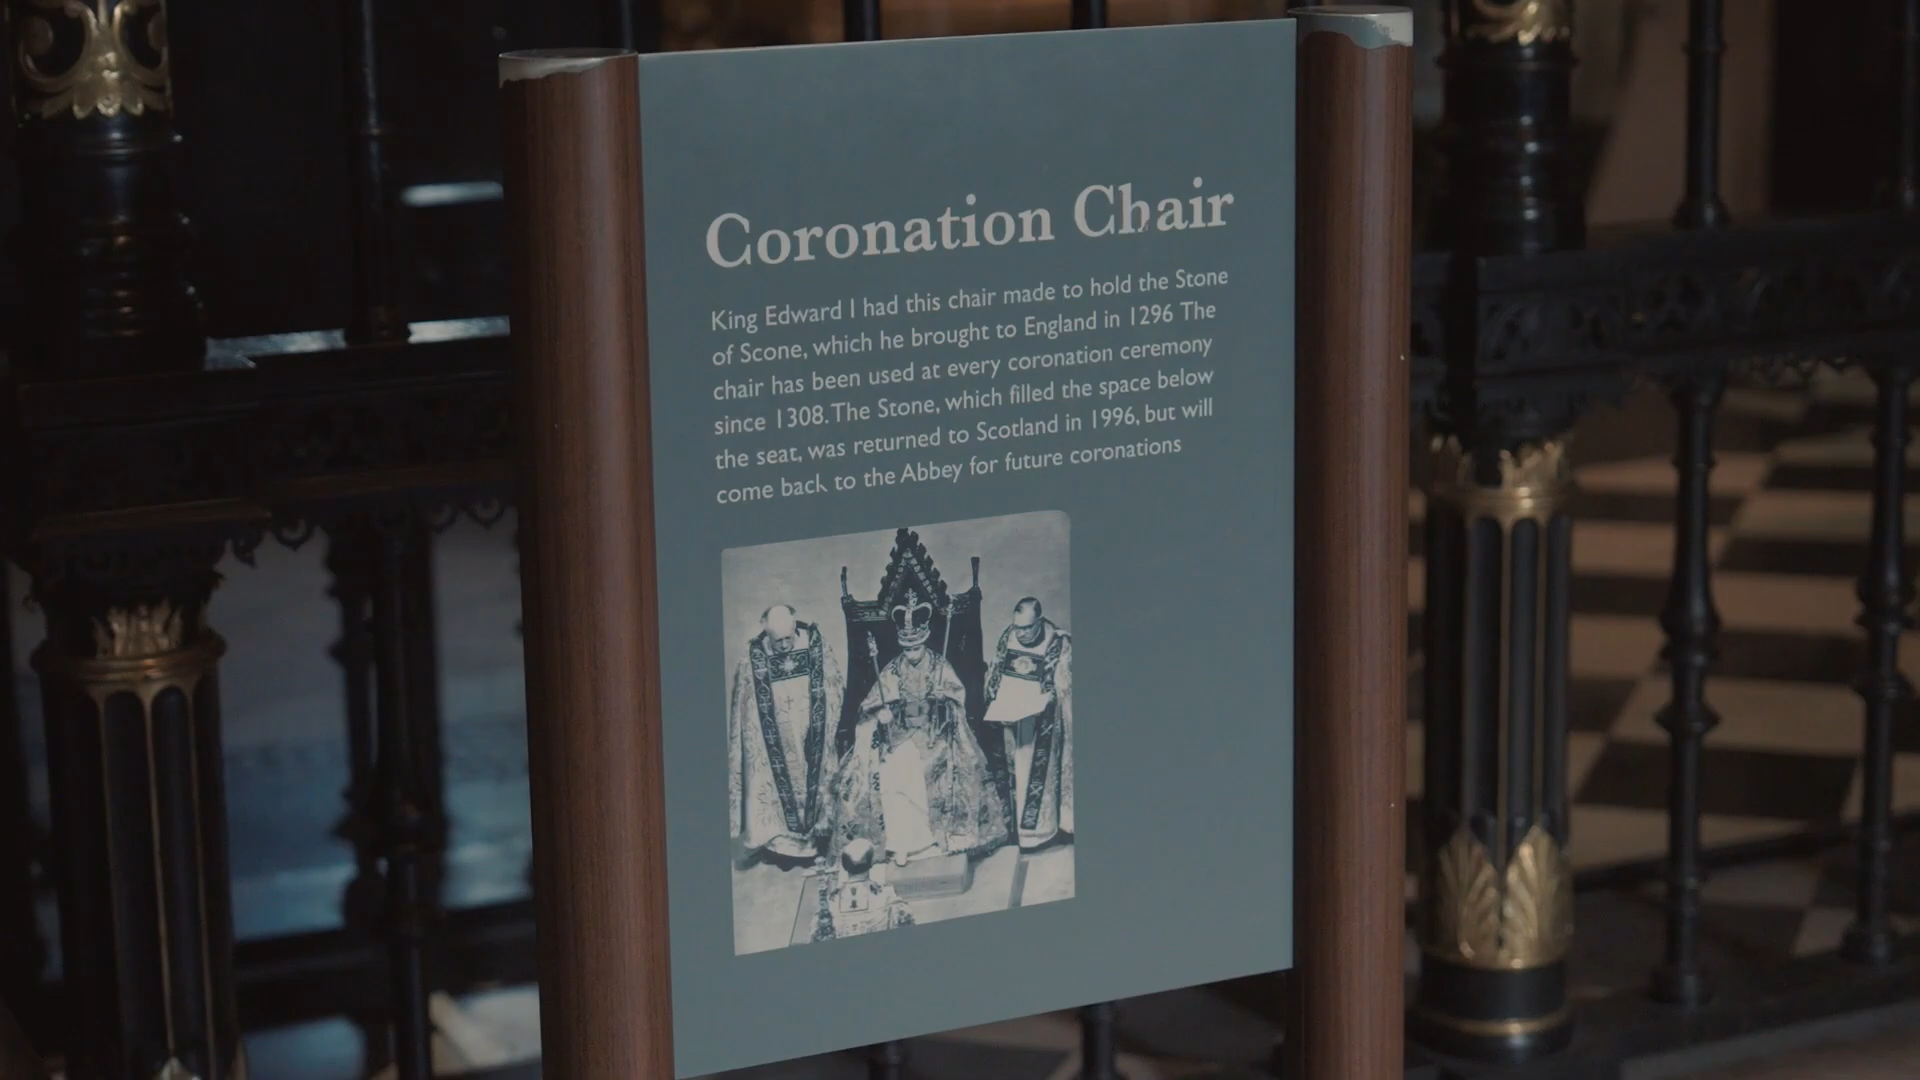 Coronation Chair
King Edward I had this chair made to hold the Stone
of Scone, which he brought to England in 1296 The
chair has been used at every coronation ceremony
since 1308. The Stone, which filled the space below
the seat, was returned to Scotland in 1996, but will
come back to the Abbey for future coronations